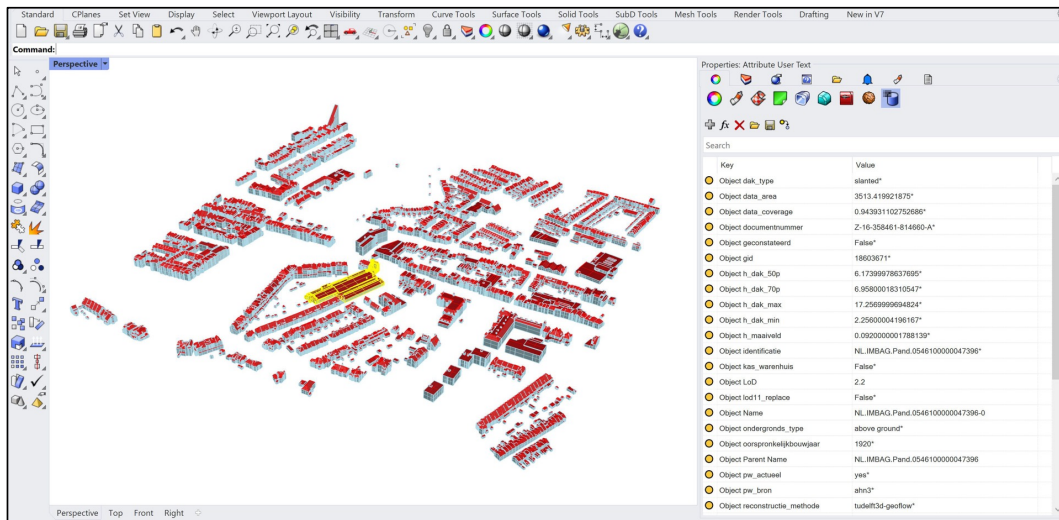 Standard CPlanes Set View Display Select Viewport Layout Visibility Transform Curve Tools Surface Tools Solid Tools SubD Tools Mesh Tools Render Tools Drafting New in V7
Command:
Perspective
Properties: Attribute User Text
fx
Search
Key Value
Object dak_type slanted*
Object data_area 3513.419921875*
Object data_coverage 0.943931102752686*
Object documentnummer Z-16-358461-814660-A*
Object geconstateerd False*
Object gid 18603671*
Object h_dak_50p 6.17399978637695*
Object h_dak_70p 6.95800018310547*
Object h_dak_max 17.2569999694824*
Object h_dak_min 2.25600004196167*
Object h_maaiveld 0.0920000001788139*
Object identificatie NL.IMBAG.Pand.0546100000047396*
Object kas_warenhuis False*
Object LoD 2.2
Object lod11_replace False*
Object Name NL.IMBAG.Pand.0546100000047396-0
Object ondergronds_type above ground*
Object oorspronkelijkbouwjaar 1920*
Object Parent Name NL.IMBAG.Pand.0546100000047396
Object pw_actueel yes*
Object pw_bron ahn3*
Object reconstructie_methode tudelft3d-geoflow*
Perspective Top Front Right